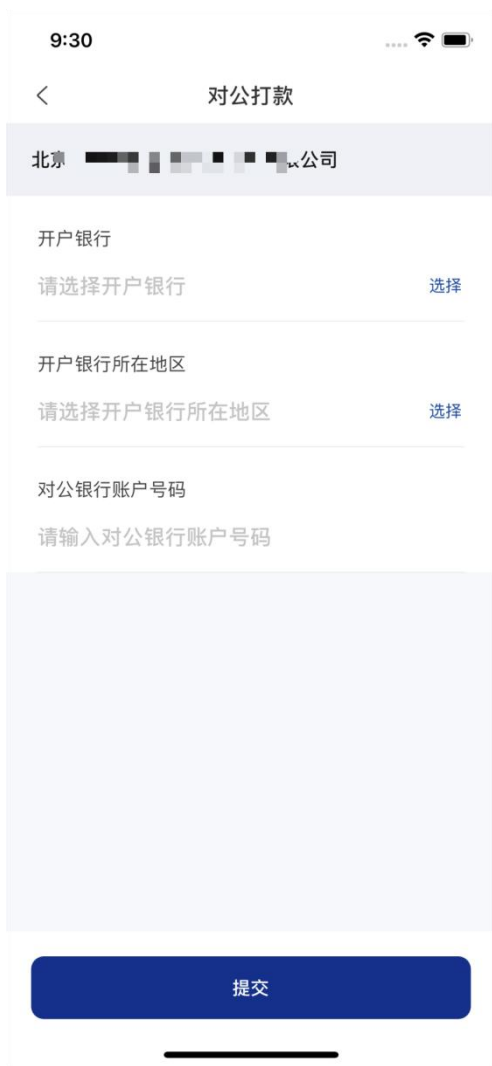 9:30
对公打款
北京 公司
开户银行
请选择开户银行 选择
开户银行所在地区
请选择开户银行所在地区 选择
对公银行账户号码
请输入对公银行账户号码
提交